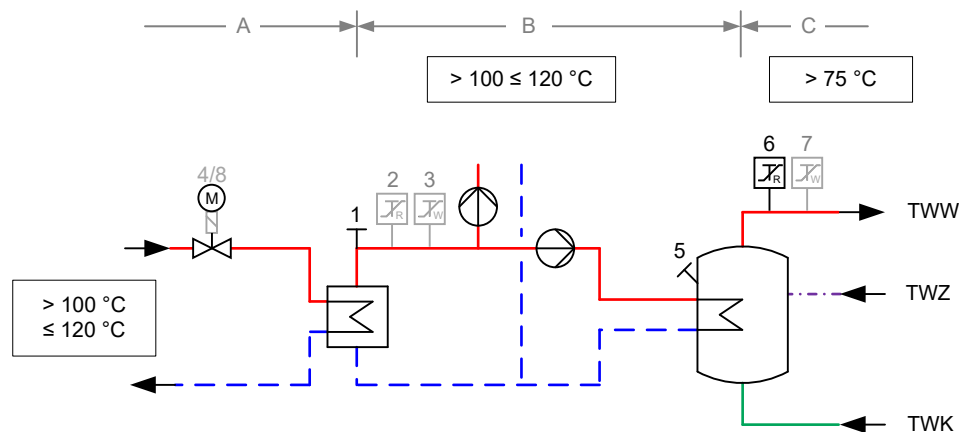 A B C
> 100 ≤ 120 °C
> 75 °C
4/8
M
2 3
R W
6 7
R W
1
5
TWW
TWZ
TWK
> 100 °C
≤ 120 °C